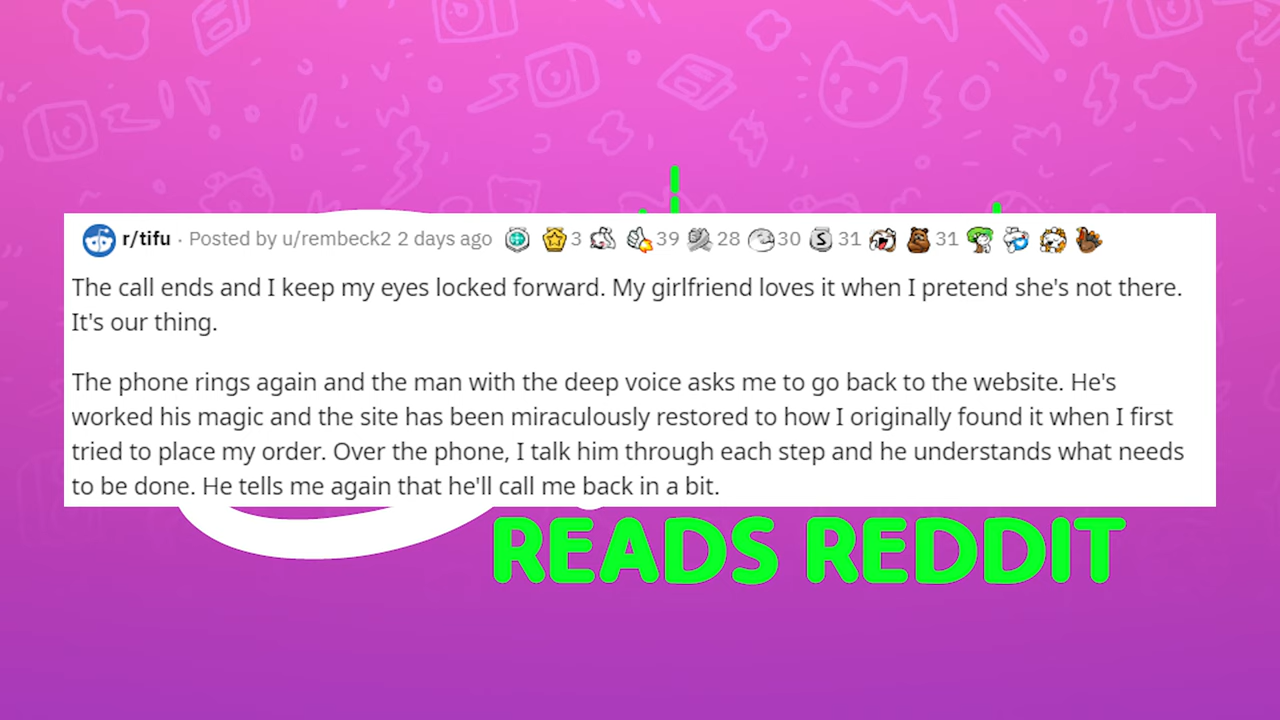 r/tifu · Posted by u/rembeck2 2 days ago 3 39 28 30 S 31 31
The call ends and I keep my eyes locked forward. My girlfriend loves it when I pretend she's not there.
It's our thing.
The phone rings again and the man with the deep voice asks me to go back to the website. He's
worked his magic and the site has been miraculously restored to how I originally found it when I first
tried to place my order. Over the phone, I talk him through each step and he understands what needs
to be done. He tells me again that he'll call me back in a bit.
READS REDDIT